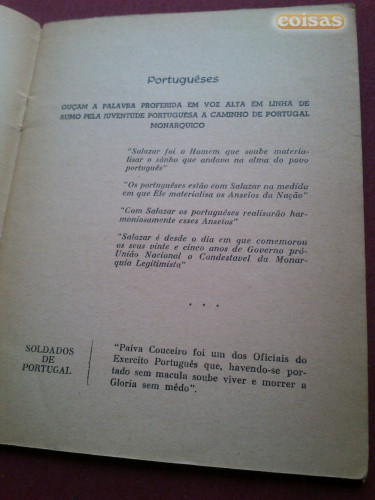 coisas
Portuguêses
OUÇAM A PALAVRA PROFERIDA EM VOZ ALTA EM LINHA DE
RUMO PELA JUVENTUDE PORTUGUESA A CAMINHO DE PORTUGAL
MONARQUICO
"Salazar foi o Homem que soube materia-
lisar o sônho que andava na alma do povo
português"
"Os portuguêses estão com Salazar na medida
em que Ele materialisa os Anseios da Nação"
"Com Salazar os portuguêses realisarão har-
moniosamente esses Anseios"
"Salazar é desde o dia em que comemorou
os seus vinte e cinco anos de Governo pró-
União Nacional o Condestavel da Monar-
quia Legitimista"
. . .
SOLDADOS
DE
PORTUGAL
"Paiva Couceiro foi um dos Oficiais do
Exercito Português que, havendo-se por-
tado sem macula soube viver e morrer a
Gloria sem mêdo".